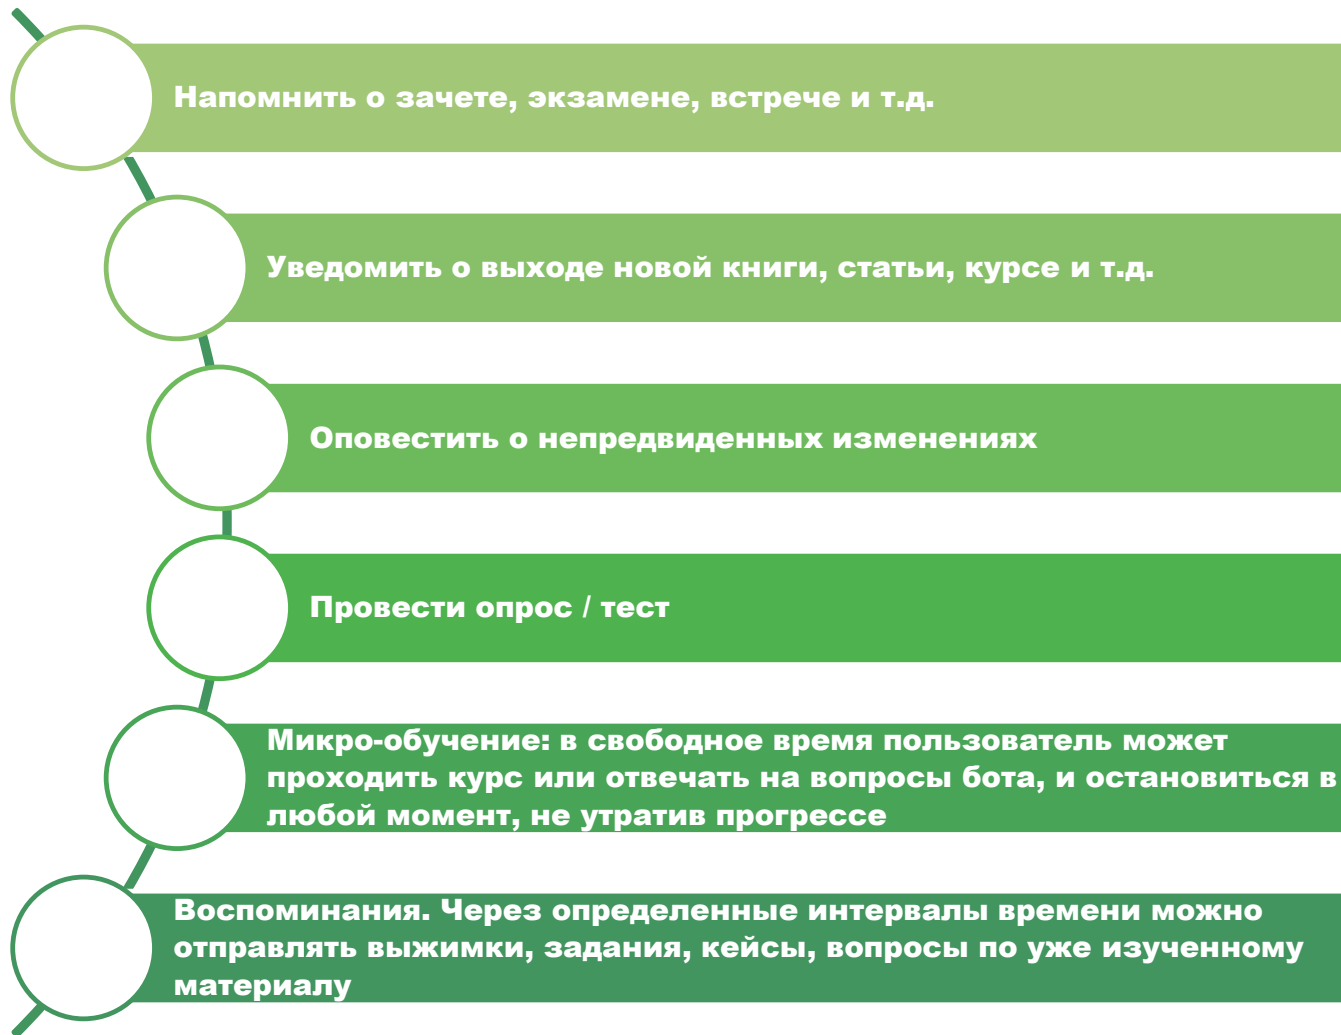 Напомнить о зачете, экзамене, встрече и т.д.
Уведомить о выходе новой книги, статьи, курсе и т.д.
Оповестить о непредвиденных изменениях
Провести опрос / тест
Микро-обучение: в свободное время пользователь может
проходить курс или отвечать на вопросы бота, и остановиться в
любой момент, не утратив прогрессе
Воспоминания. Через определенные интервалы времени можно
отправлять выжимки, задания, кейсы, вопросы по уже изученному
материалу